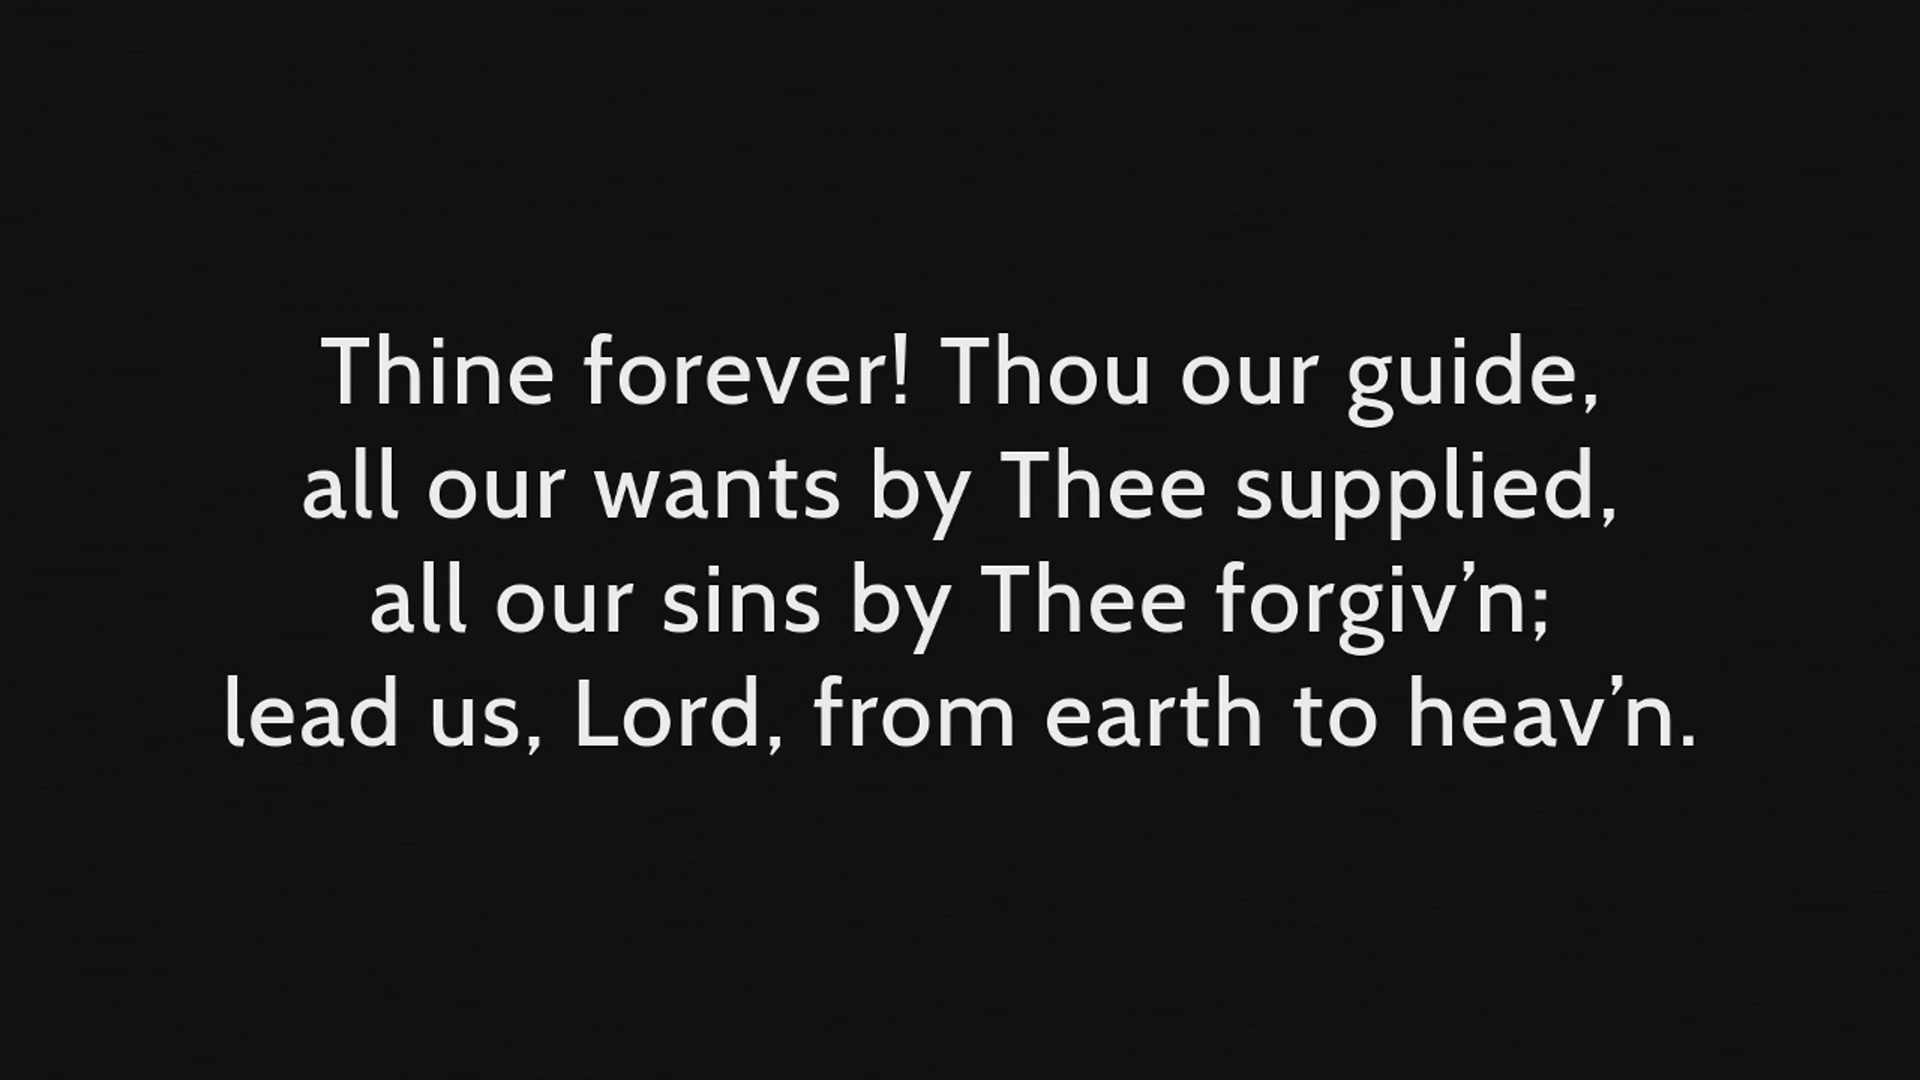 Thine forever! Thou our guide,
all our wants by Thee supplied,
all our sins by Thee forgiv’n;
lead us, Lord, from earth to heav’n.